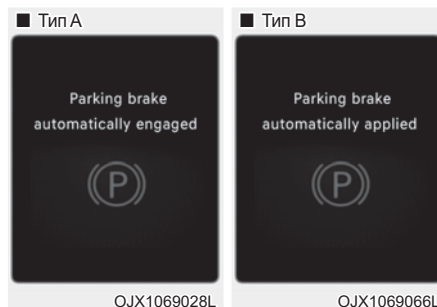 ■ Тип A
■ Тип B
Parking brake
automatically engaged
P
Parking brake
automatically applied
P
OJX1069028L
OJX1069066L